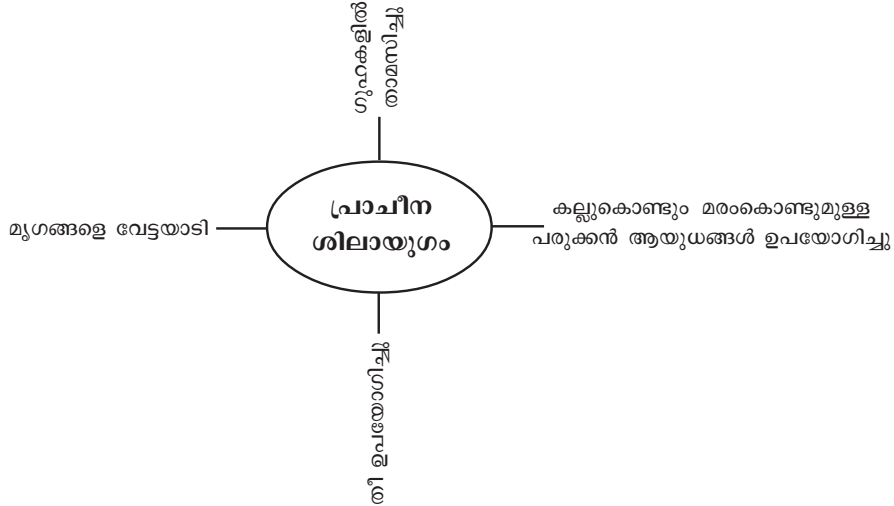 ഗുഹകളിൽ
താമസിച്ചു
പ്രാചീന
ശിലായുഗം
മൃഗങ്ങളെ വേട്ടയാടി
കല്ലുകൊണ്ടും മരംകൊണ്ടുമുള്ള
പരുക്കൻ ആയുധങ്ങൾ ഉപയോഗിച്ചു
തീ ഉപയോഗിച്ചു